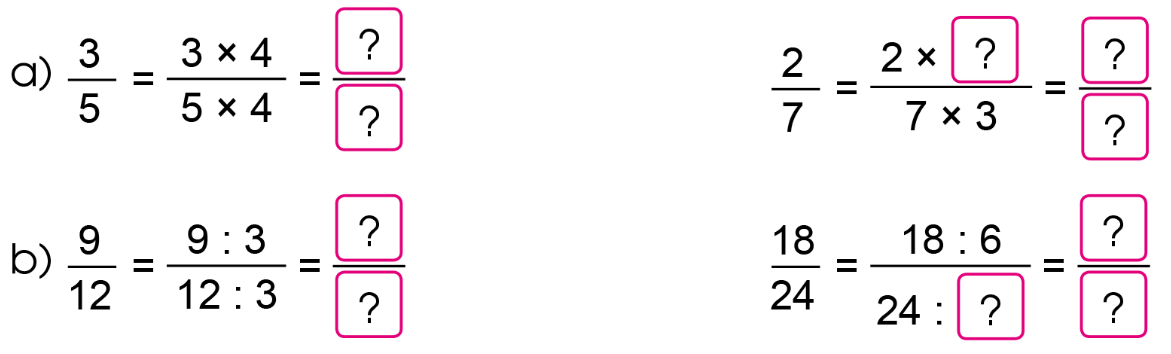 a) 3/5 = 3 × 4/5 × 4 = ?/?
2/7 = 2 × ?/7 × 3 = ?/?
b) 9/12 = 9 : 3/12 : 3 = ?/?
18/24 = 18 : 6/24 : ? = ?/?